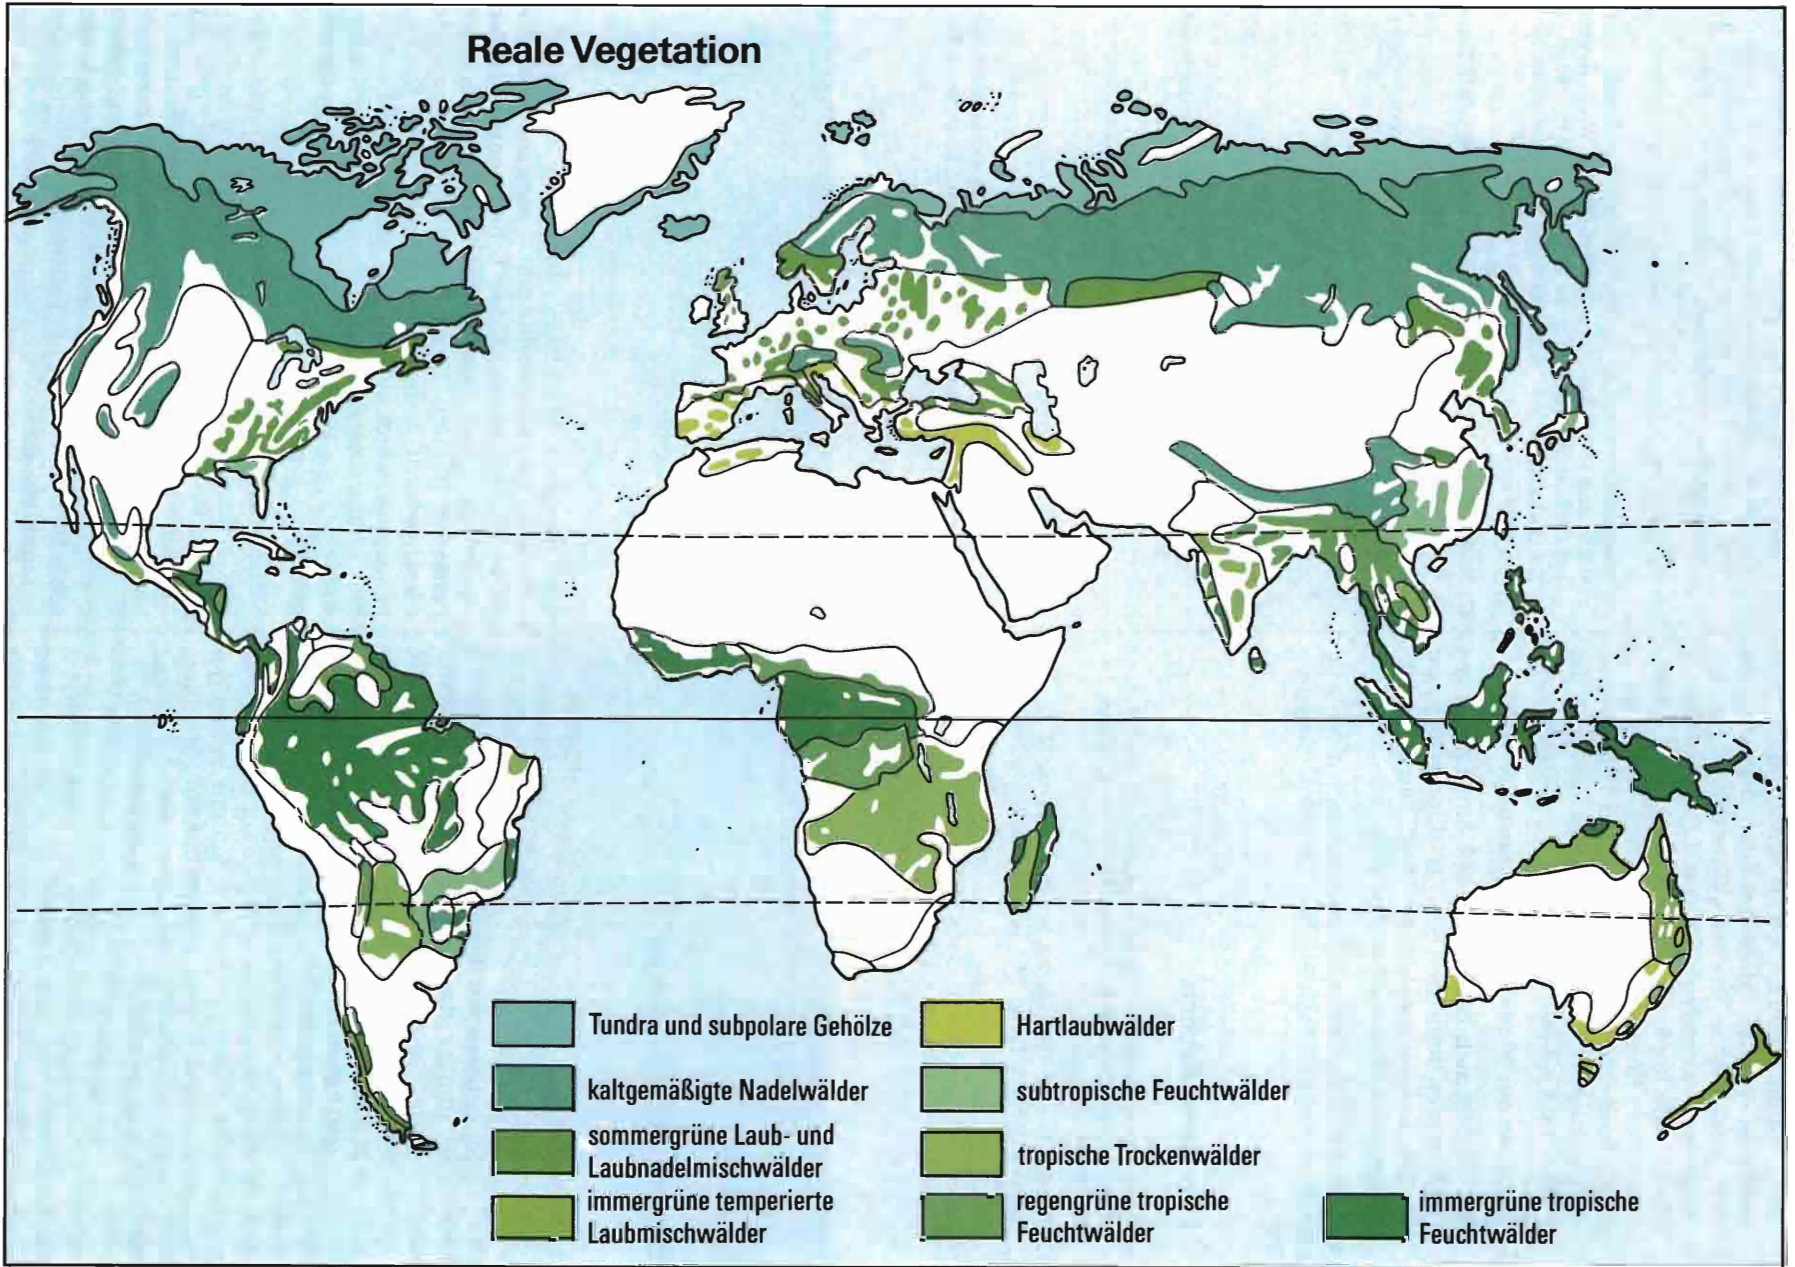 Reale Vegetation
Tundra und subpolare Gehölze
kaltgemäßigte Nadelwälder
sommergrüne Laub- und
Laubnadelmischwälder
immergrüne temperierte
Laubmischwälder
Hartlaubwälder
subtropische Feuchtwälder
tropische Trockenwälder
regengrüne tropische
Feuchtwälder
immergrüne tropische
Feuchtwälder